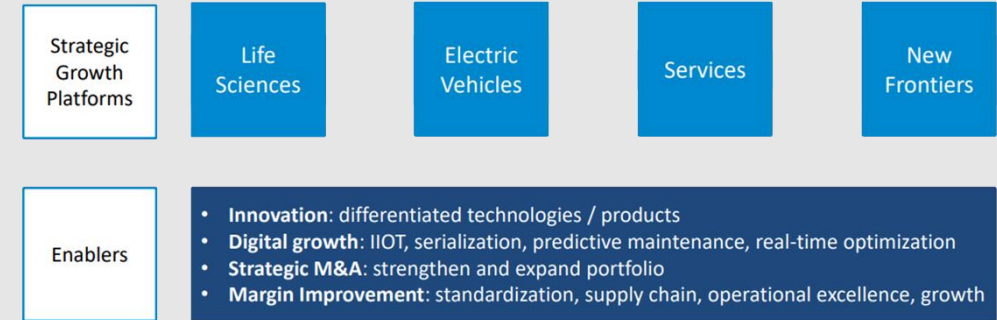 Strategic
Growth
Platforms
Life
Sciences
Electric
Vehicles
Services
New
Frontiers
Enablers
• Innovation: differentiated technologies / products
• Digital growth: IIOT, serialization, predictive maintenance, real-time optimization
• Strategic M&A: strengthen and expand portfolio
• Margin Improvement: standardization, supply chain, operational excellence, growth